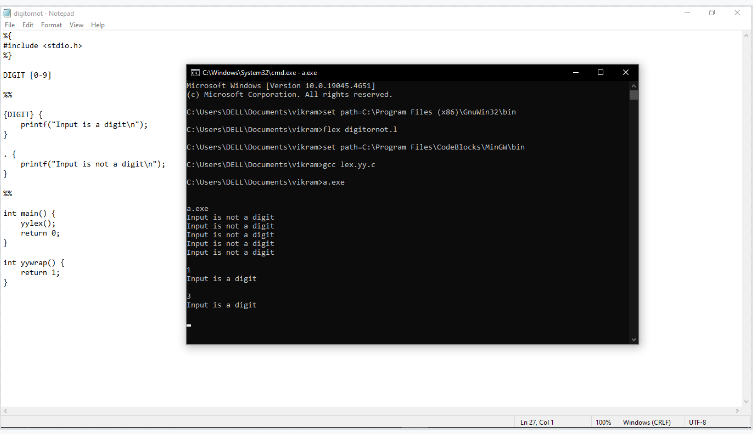 digitornot - Notepad
File Edit Format View Help
%{
#include <stdio.h>
%}
DIGIT [0-9]
%%
{DIGIT} {
printf("Input is a digit\n");
}
. {
printf("Input is not a digit\n");
}
%%
int main() {
yylex();
return 0;
}
int yywrap() {
return 1;
}
C:\Windows\System32\cmd.exe - a.exe
Microsoft Windows [Version 10.0.19045.4651]
(c) Microsoft Corporation. All rights reserved.
C:\Users\DELL\Documents\vikram>set path=C:\Program Files (x86)\GnuWin32\bin
C:\Users\DELL\Documents\vikram>flex digitornot.l
C:\Users\DELL\Documents\vikram>set path=C:\Program Files\CodeBlocks\MinGW\bin
C:\Users\DELL\Documents\vikram>gcc lex.yy.c
C:\Users\DELL\Documents\vikram>a.exe
a.exe
Input is not a digit
Input is not a digit
Input is not a digit
Input is not a digit
Input is not a digit
1
Input is a digit
3
Input is a digit
Ln 27, Col 1 100% Windows (CRLF) UTF-8